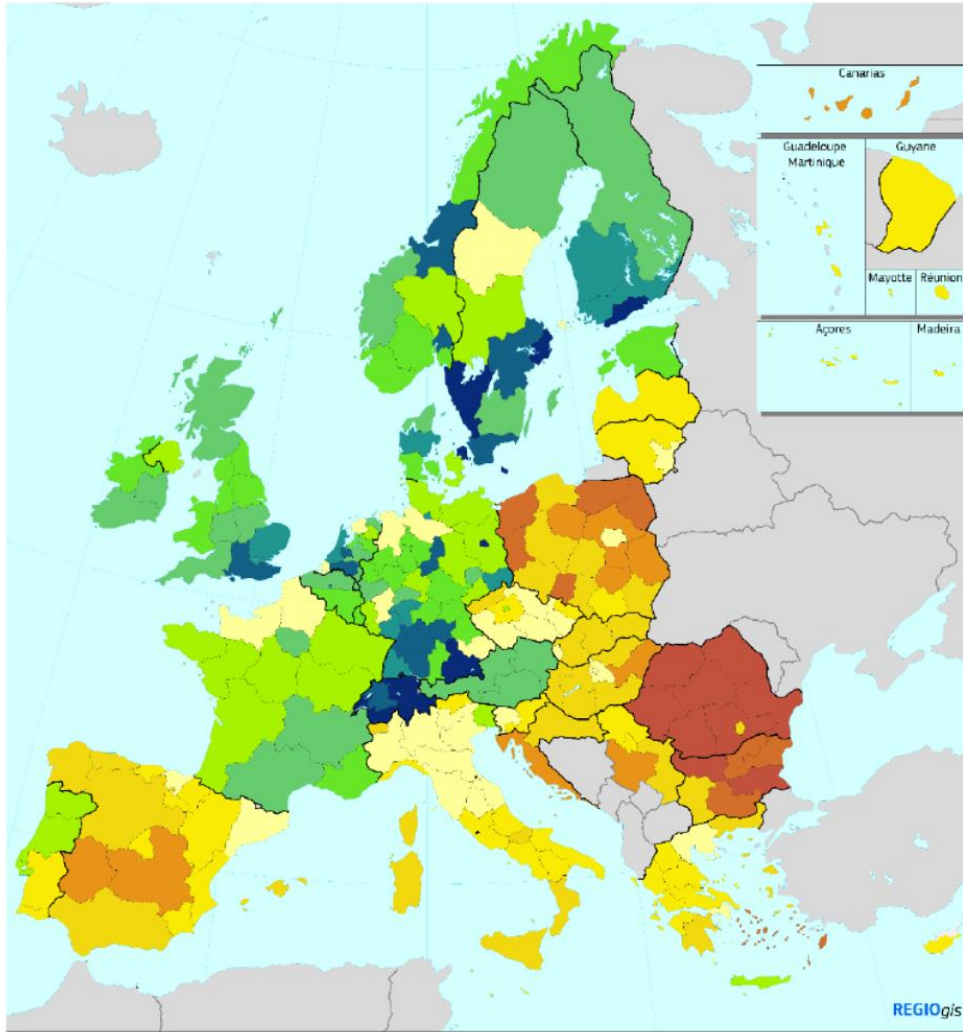 Canarias
Guadeloupe
Martinique
Guyane
Mayotte
Réunion
Açores
Madeira
REGIOgis